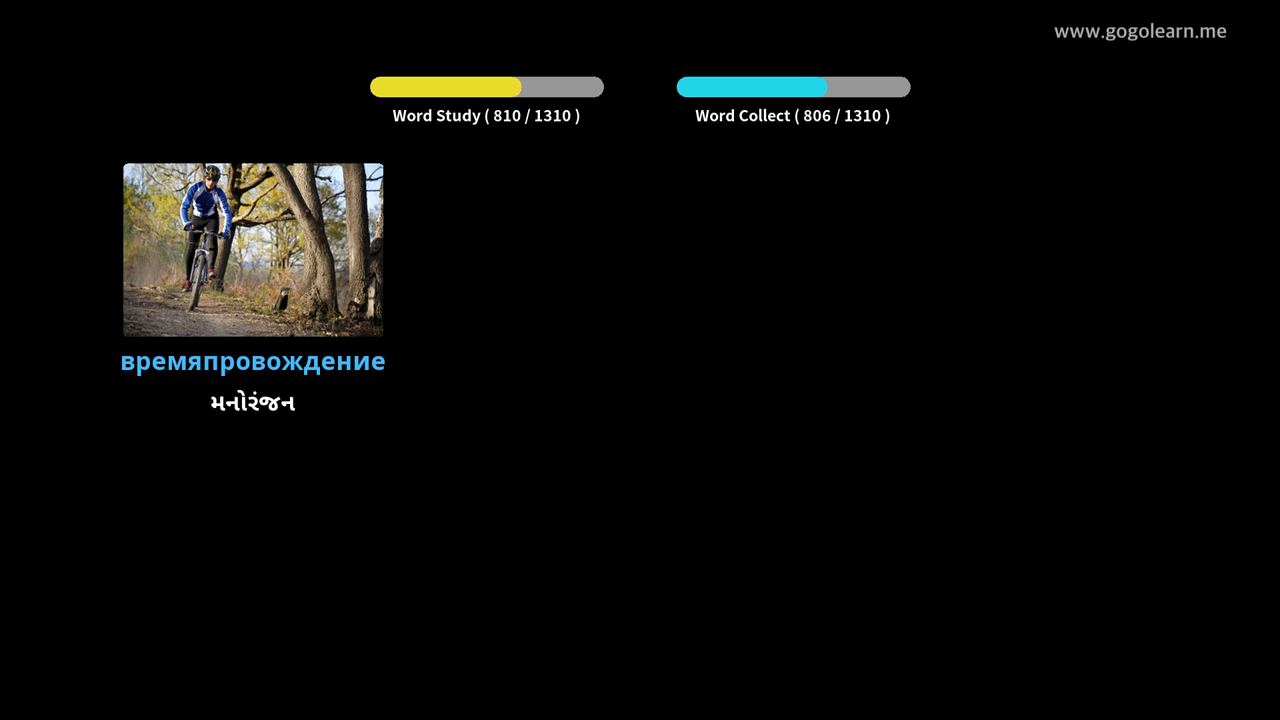 www.gogolearn.me
Word Study ( 810 / 1310 )
Word Collect ( 806 / 1310 )
времяпровождение
મનોરંજન